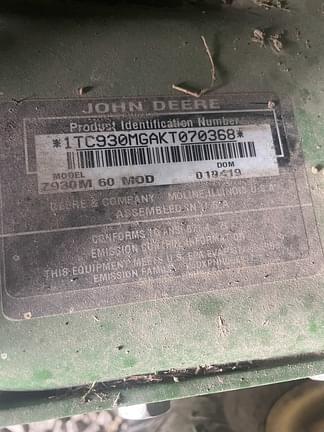 JOHN DEERE
Product Identification Number
*1TC930MGAKT070368*
MODEL DOM
Z930M 60 MOD 019419
DEERE & COMPANY MOLINE ILLINOIS U.S.A.
ASSEMBLED IN U.S.A.
CONFORMS TO
EMISSION CONTROL INFORMATION
THIS EQUIPMENT MEETS U.S. EPA
EMISSION FAMILY